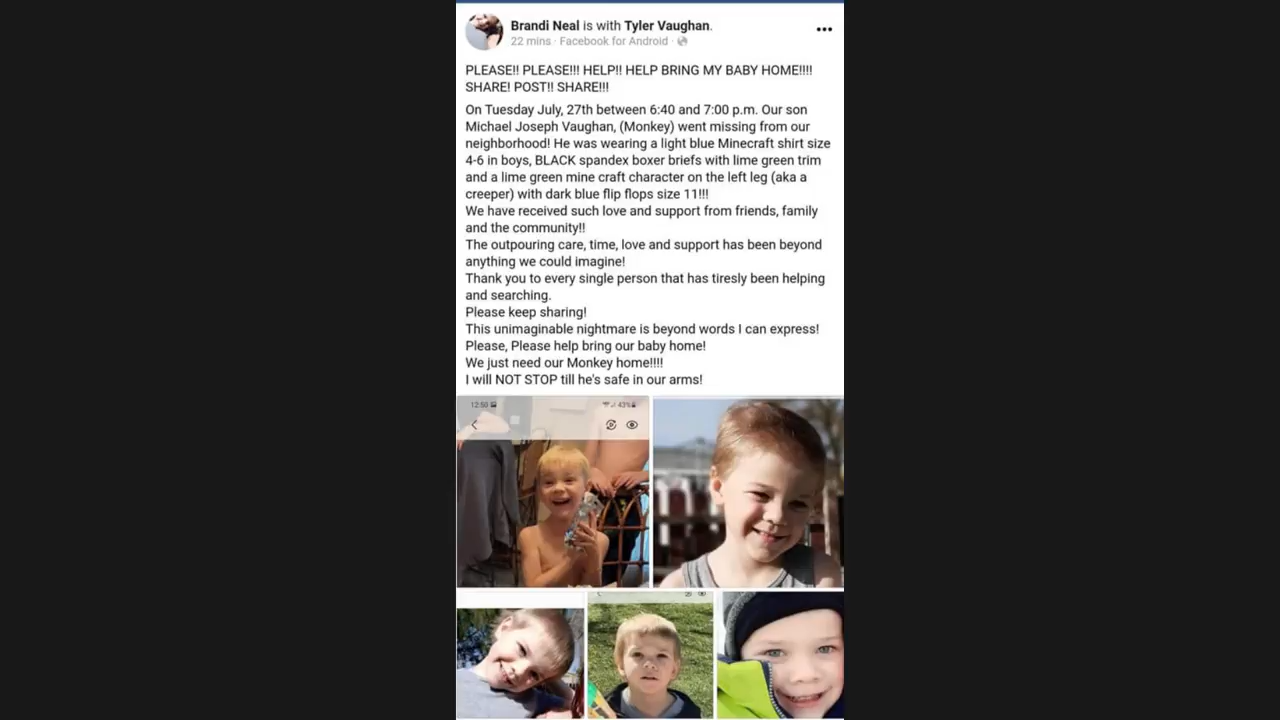 Brandi Neal is with Tyler Vaughan.
22 mins · Facebook for Android ·
PLEASE!! PLEASE!!! HELP!! HELP BRING MY BABY HOME!!!!
SHARE! POST!! SHARE!!!
On Tuesday July, 27th between 6:40 and 7:00 p.m. Our son
Michael Joseph Vaughan, (Monkey) went missing from our
neighborhood! He was wearing a light blue Minecraft shirt size
4-6 in boys, BLACK spandex boxer briefs with lime green trim
and a lime green mine craft character on the left leg (aka a
creeper) with dark blue flip flops size 11!!!
We have received such love and support from friends, family
and the community!!
The outpouring care, time, love and support has been beyond
anything we could imagine!
Thank you to every single person that has tiresly been helping
and searching.
Please keep sharing!
This unimaginable nightmare is beyond words I can express!
Please, Please help bring our baby home!
We just need our Monkey home!!!!
I will NOT STOP till he's safe in our arms!
12:50 43%